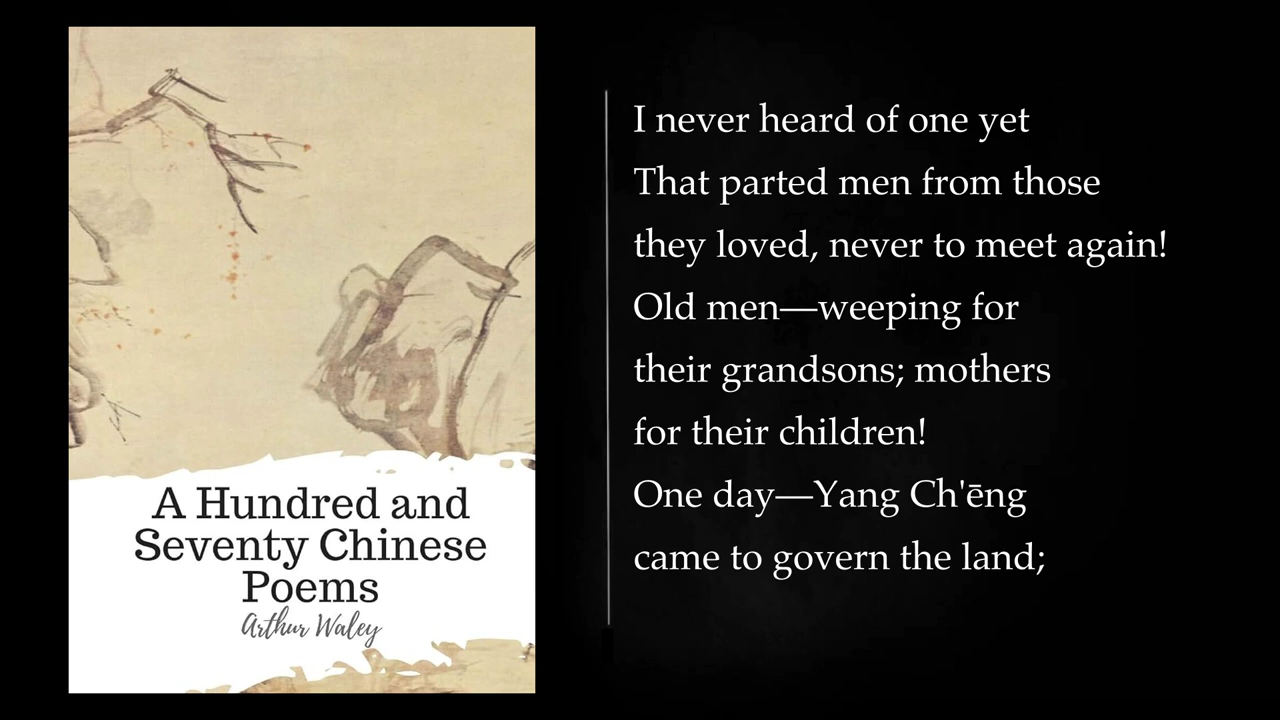 A Hundred and
Seventy Chinese
Poems
Arthur Waley
I never heard of one yet
That parted men from those
they loved, never to meet again!
Old men—weeping for
their grandsons; mothers
for their children!
One day—Yang Ch'ēng
came to govern the land;